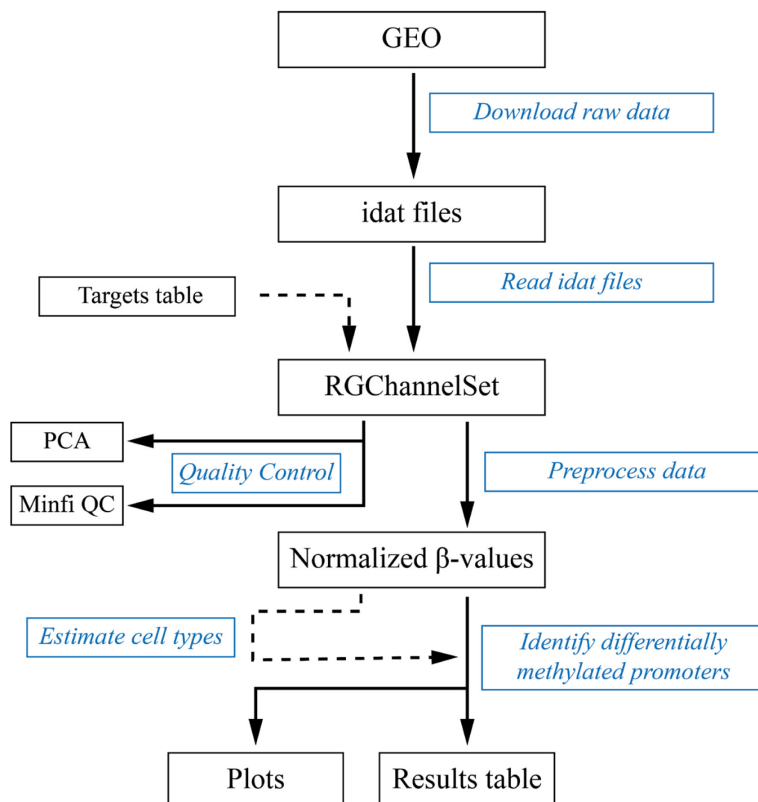 GEO
Download raw data
idat files
Read idat files
Targets table
RGChannelSet
PCA
Quality Control
Preprocess data
Minfi QC
Normalized β-values
Estimate cell types
Identify differentially
methylated promoters
Plots
Results table